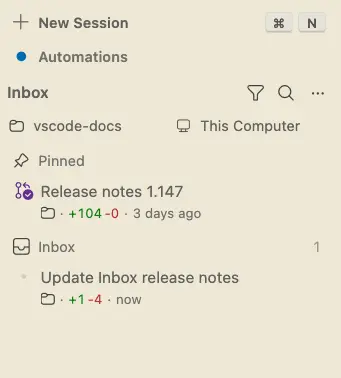 New Session ⌘ N
Automations
Inbox
vscode-docs This Computer
Pinned
Release notes 1.147
· +104 -0 · 3 days ago
Inbox 1
Update Inbox release notes
· +1 -4 · now